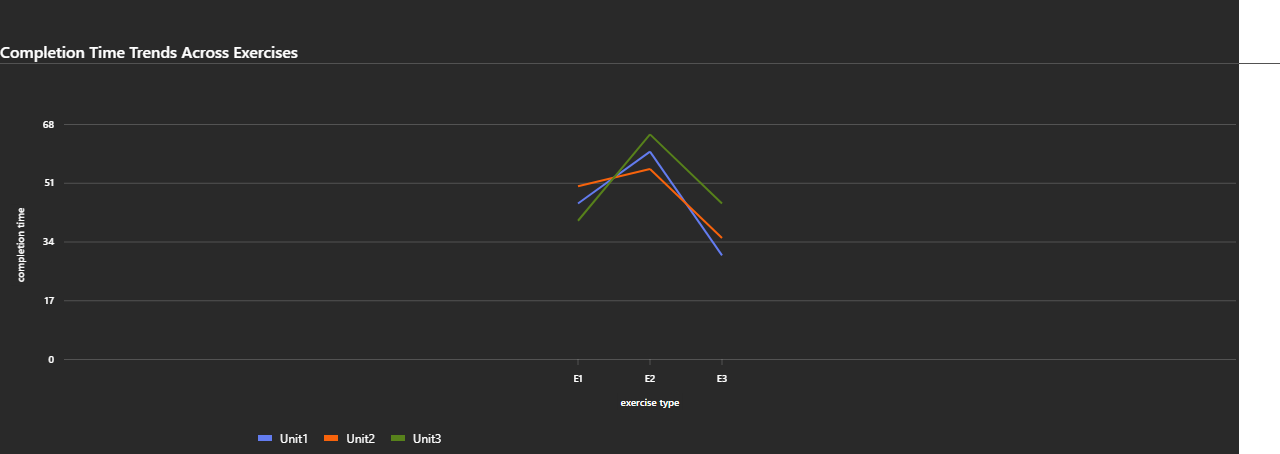 Completion Time Trends Across Exercises
68
51
34
17
0
completion time
E1 E2 E3
exercise type
Unit1 Unit2 Unit3